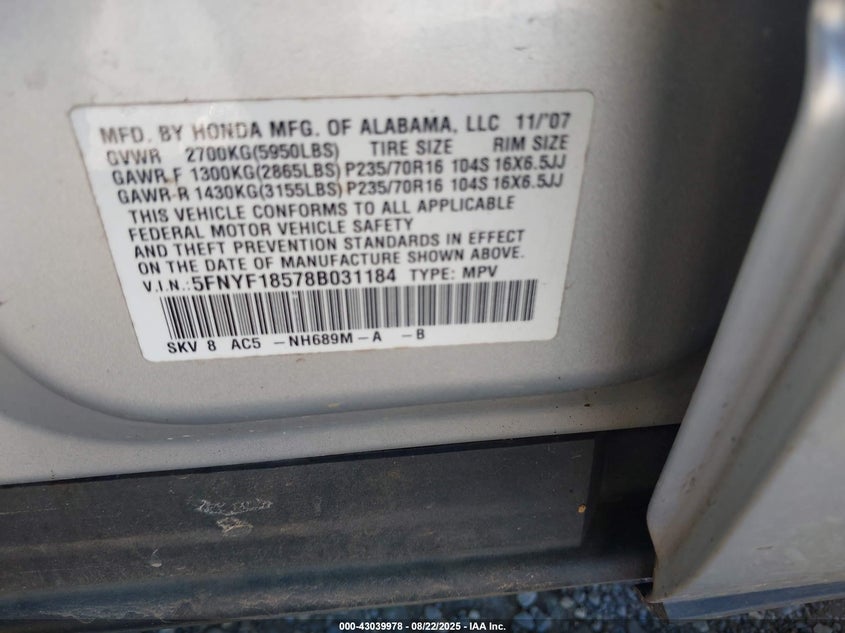 MFD. BY HONDA MFG. OF ALABAMA, LLC 11/'07
GVWR 2700KG(5950LBS) TIRE SIZE RIM SIZE
GAWR F 1300KG(2865LBS) P235/70R16 104S 16X6.5JJ
GAWR R 1430KG(3155LBS) P235/70R16 104S 16X6.5JJ
THIS VEHICLE CONFORMS TO ALL APPLICABLE
FEDERAL MOTOR VEHICLE SAFETY
AND THEFT PREVENTION STANDARDS IN EFFECT
ON THE DATE OF MANUFACTURE SHOWN ABOVE.
V.I.N.:5FNYF18578B031184 TYPE: MPV
SKV 8 AC5 -NH689M-A -B
000-43039978 - 08/22/2025 - IAA Inc.